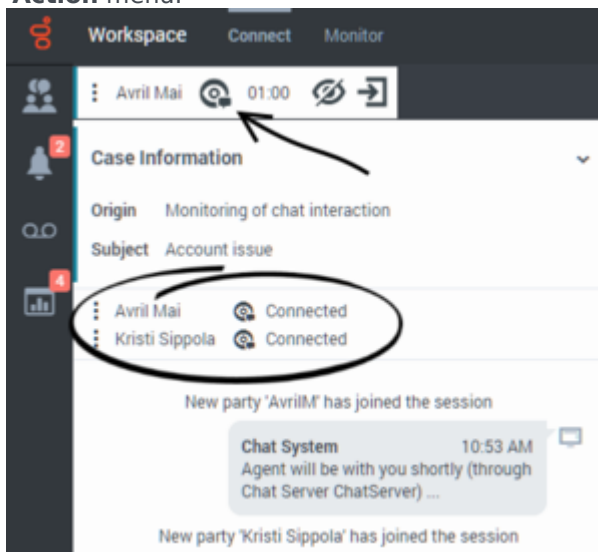 Action menu.
Workspace Connect Monitor
Avril Mai 01:00
2
Case Information
Origin Monitoring of chat interaction
Subject Account issue
4
Avril Mai Connected
Kristi Sippola Connected
New party 'AvrilM' has joined the session
Chat System 10:53 AM
Agent will be with you shortly (through
Chat Server ChatServer) ...
New party 'Kristi Sippola' has joined the session